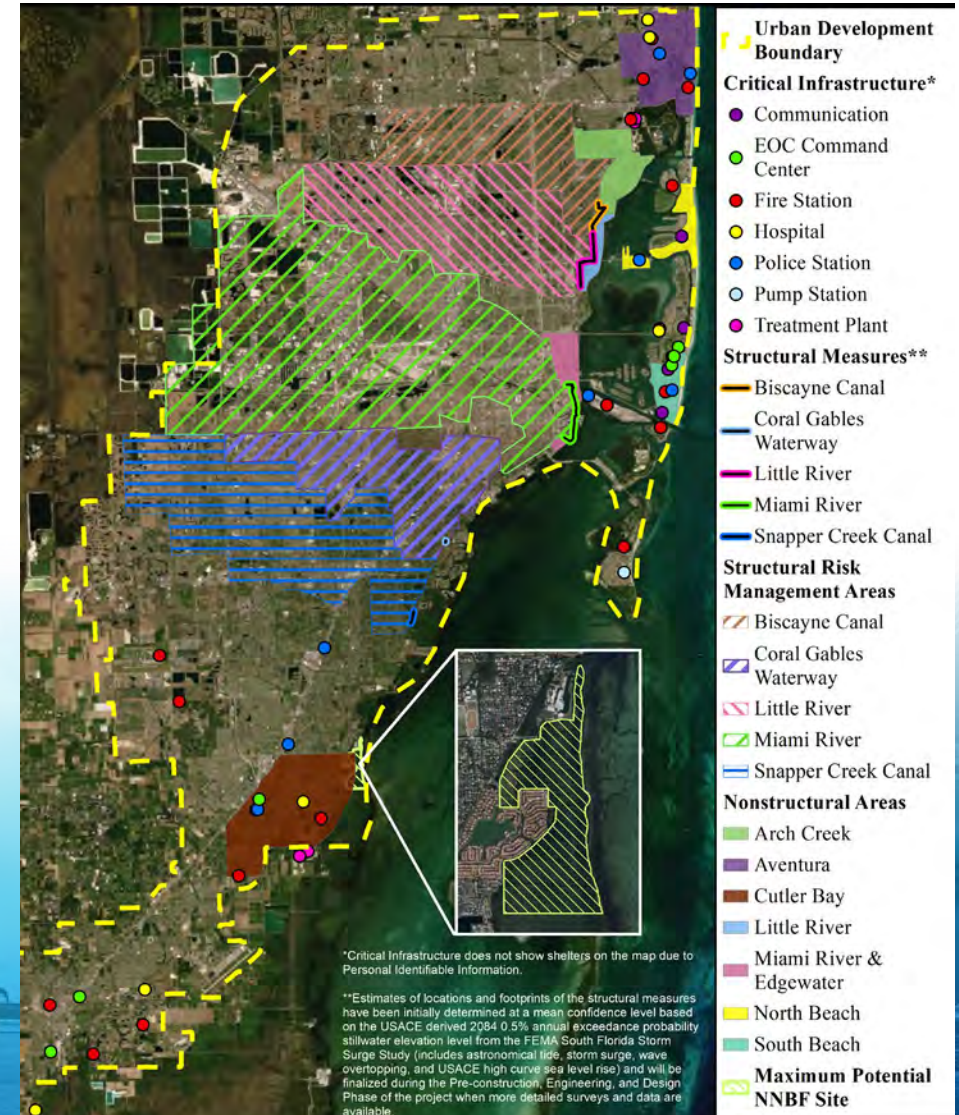 Urban Development
Boundary
Critical Infrastructure*
Communication
EOC Command
Center
Fire Station
Hospital
Police Station
Pump Station
Treatment Plant
Structural Measures**
Biscayne Canal
Coral Gables
Waterway
Little River
Miami River
Snapper Creek Canal
Structural Risk
Management Areas
Biscayne Canal
Coral Gables
Waterway
Little River
Miami River
Snapper Creek Canal
Nonstructural Areas
Arch Creek
Aventura
Cutler Bay
Little River
Miami River &
Edgewater
North Beach
South Beach
Maximum Potential
NNBF Site
*Critical Infrastructure does not show shelters on the map due to
Personal Identifiable Information.
**Estimates of locations and footprints of the structural measures
have been initially determined at a mean confidence level based
on the USACE derived 2084 0.5% annual exceedance probability
stillwater elevation level from the FEMA South Florida Storm
Surge Study (includes astronomical tide, storm surge, wave
overtopping, and USACE high curve sea level rise) and will be
finalized during the Pre-construction, Engineering, and Design
Phase of the project when more detailed surveys and data are
available